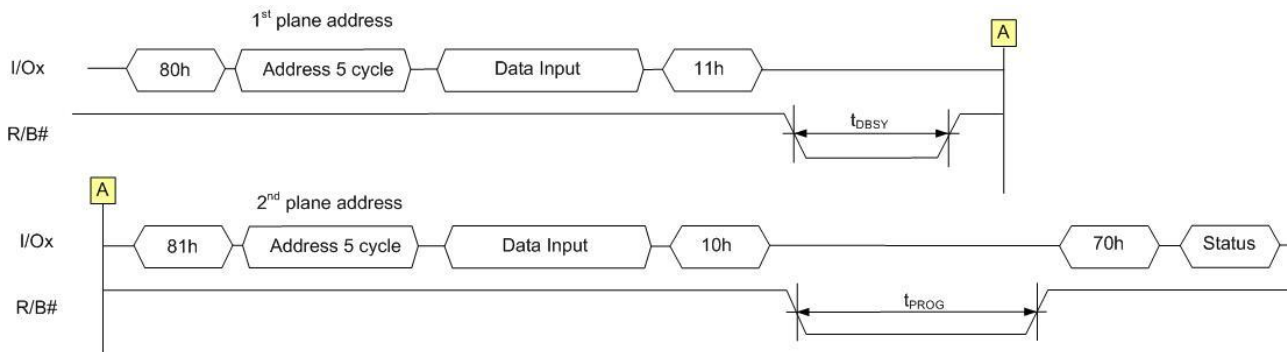 1st plane address
A
I/Ox 80h Address 5 cycle Data Input 11h
R/B# tDBSY
A
2nd plane address
I/Ox 81h Address 5 cycle Data Input 10h 70h Status
R/B# tPROG